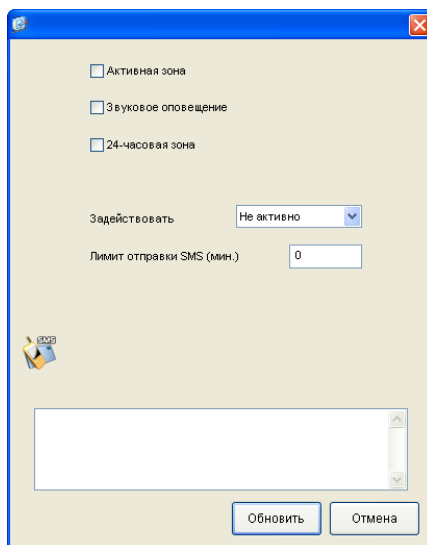 Активная зона
Звуковое оповещение
24-часовая зона
Задействовать Не активно
Лимит отправки SMS (мин.) 0
SMS
Обновить Отмена